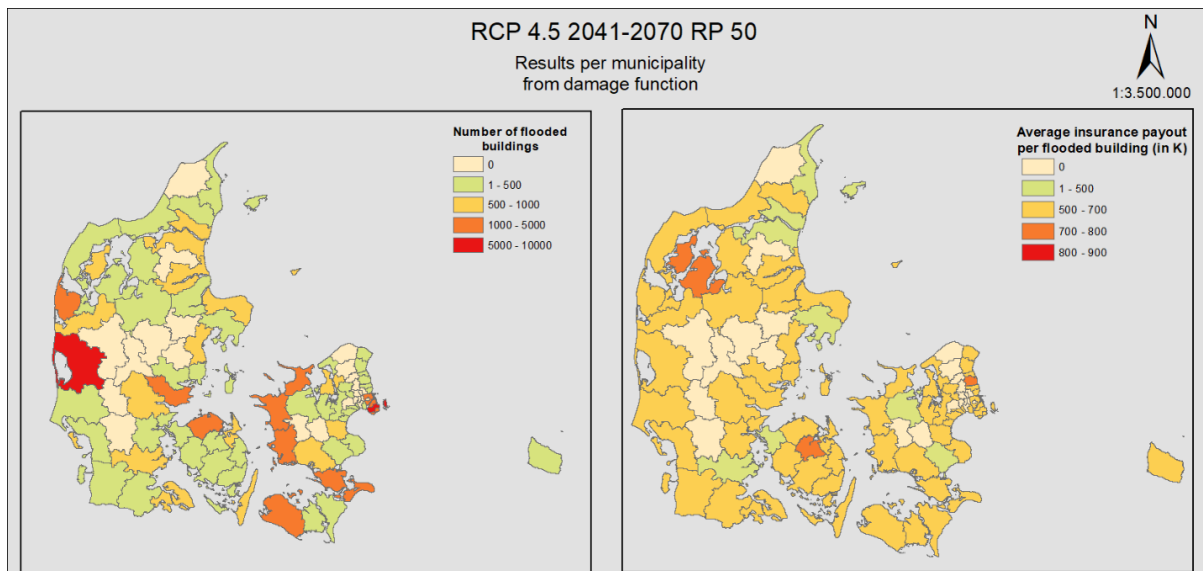 RCP 4.5 2041-2070 RP 50
Results per municipality
from damage function
N
1:3.500.000
Number of flooded
buildings
0
1 - 500
500 - 1000
1000 - 5000
5000 - 10000
Average insurance payout
per flooded building (in K)
0
1 - 500
500 - 700
700 - 800
800 - 900